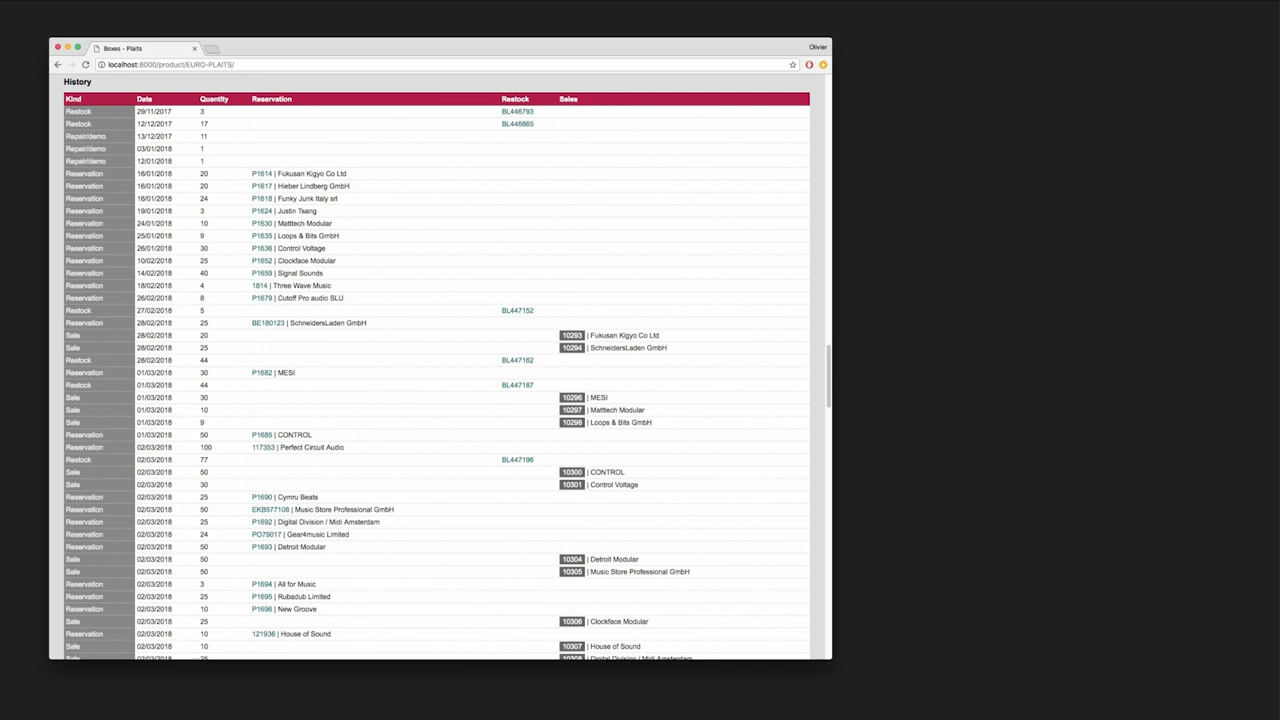 Boxes - Plaits
Olivier
localhost:8000/product/EURO-PLAITS/
History
Kind Date Quantity Reservation Restock Sales
Restock 29/11/2017 3 BL446793
Restock 12/12/2017 17 BL446865
Repair/demo 13/12/2017 11
Repair/demo 03/01/2018 1
Repair/demo 12/01/2018 1
Reservation 16/01/2018 20 P1614 | Fukusan Kigyo Co Ltd
Reservation 16/01/2018 20 P1617 | Hieber Lindberg GmbH
Reservation 16/01/2018 24 P1618 | Funky Junk Italy srl
Reservation 19/01/2018 3 P1624 | Justin Tsang
Reservation 24/01/2018 10 P1630 | Matttech Modular
Reservation 25/01/2018 9 P1635 | Loops & Bits GmbH
Reservation 26/01/2018 30 P1636 | Control Voltage
Reservation 10/02/2018 25 P1652 | Clockface Modular
Reservation 14/02/2018 40 P1659 | Signal Sounds
Reservation 18/02/2018 4 1814 | Three Wave Music
Reservation 26/02/2018 8 P1679 | Cutoff Pro audio SLU
Restock 27/02/2018 5 BL447152
Reservation 28/02/2018 25 BE180123 | SchneidersLaden GmbH
Sale 28/02/2018 20 10293 | Fukusan Kigyo Co Ltd
Sale 28/02/2018 25 10294 | SchneidersLaden GmbH
Restock 28/02/2018 44 BL447162
Reservation 01/03/2018 30 P1682 | MESI
Restock 01/03/2018 44 BL447187
Sale 01/03/2018 30 10296 | MESI
Sale 01/03/2018 10 10297 | Matttech Modular
Sale 01/03/2018 9 10298 | Loops & Bits GmbH
Reservation 01/03/2018 50 P1685 | CONTROL
Reservation 02/03/2018 100 117353 | Perfect Circuit Audio
Restock 02/03/2018 77 BL447196
Sale 02/03/2018 50 10300 | CONTROL
Sale 02/03/2018 30 10301 | Control Voltage
Reservation 02/03/2018 25 P1690 | Cymru Beats
Reservation 02/03/2018 50 EKB577108 | Music Store Professional GmbH
Reservation 02/03/2018 25 P1692 | Digital Division / Midi Amsterdam
Reservation 02/03/2018 24 PO79017 | Gear4music Limited
Reservation 02/03/2018 50 P1693 | Detroit Modular
Sale 02/03/2018 50 10304 | Detroit Modular
Sale 02/03/2018 50 10305 | Music Store Professional GmbH
Reservation 02/03/2018 3 P1694 | All for Music
Reservation 02/03/2018 25 P1695 | Rubadub Limited
Reservation 02/03/2018 10 P1696 | New Groove
Sale 02/03/2018 25 10306 | Clockface Modular
Reservation 02/03/2018 10 121936 | House of Sound
Sale 02/03/2018 10 10307 | House of Sound
Sale 02/03/2018 25 10308 | Digital Division / Midi Amsterdam